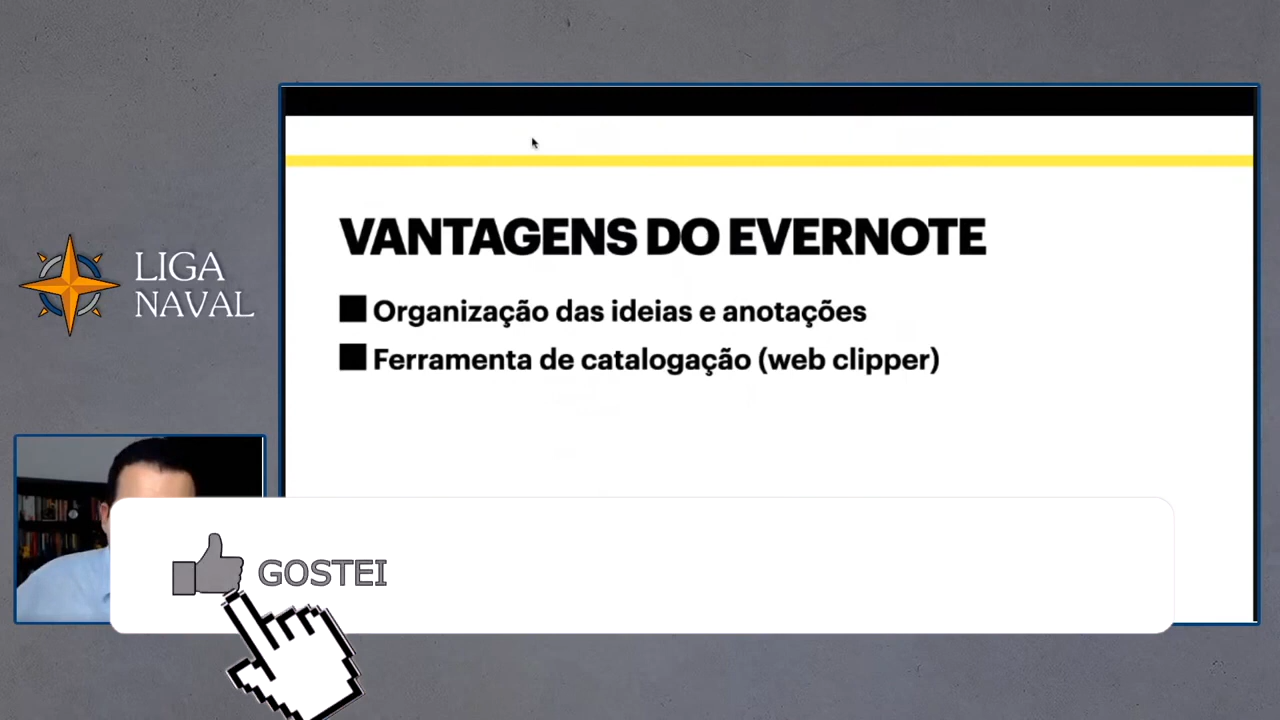 LIGA
NAVAL
VANTAGENS DO EVERNOTE
Organização das ideias e anotações
Ferramenta de catalogação (web clipper)
GOSTEI